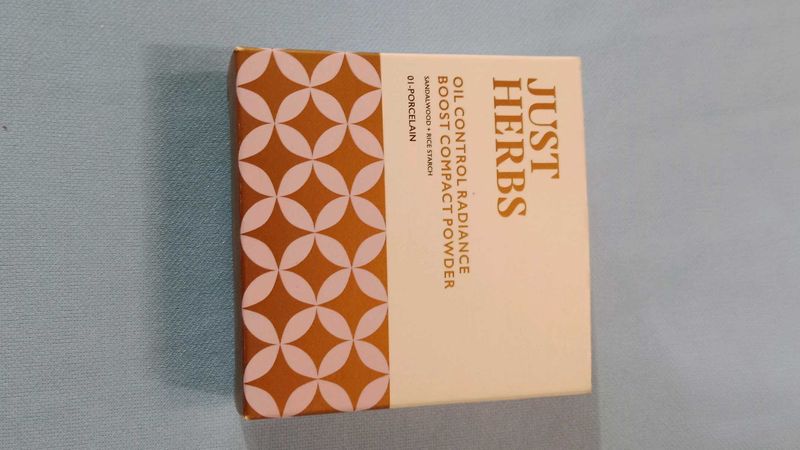 JUST
HERBS
OIL CONTROL RADIANCE
BOOST COMPACT POWDER
SANDALWOOD + RICE STARCH
01-PORCELAIN